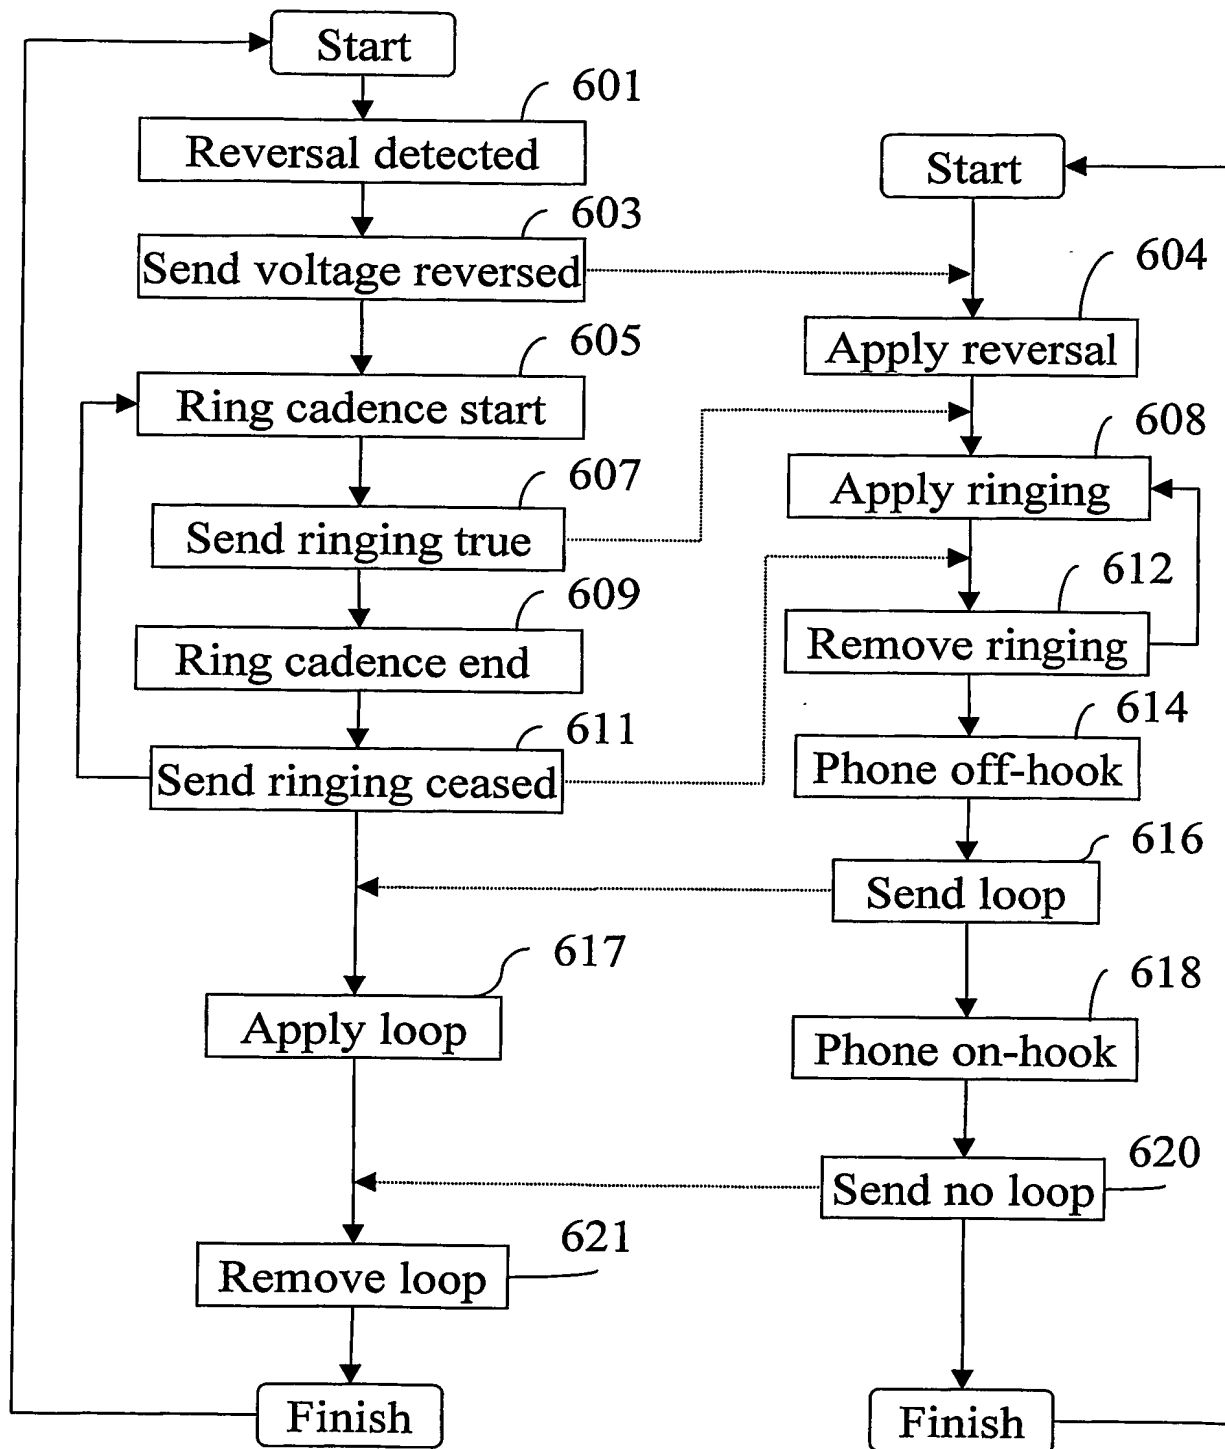 Start
601
Reversal detected
603
Send voltage reversed
605
Ring cadence start
607
Send ringing true
609
Ring cadence end
611
Send ringing ceased
617
Apply loop
621
Remove loop
Finish
Start
604
Apply reversal
608
Apply ringing
612
Remove ringing
614
Phone off-hook
616
Send loop
618
Phone on-hook
620
Send no loop
Finish